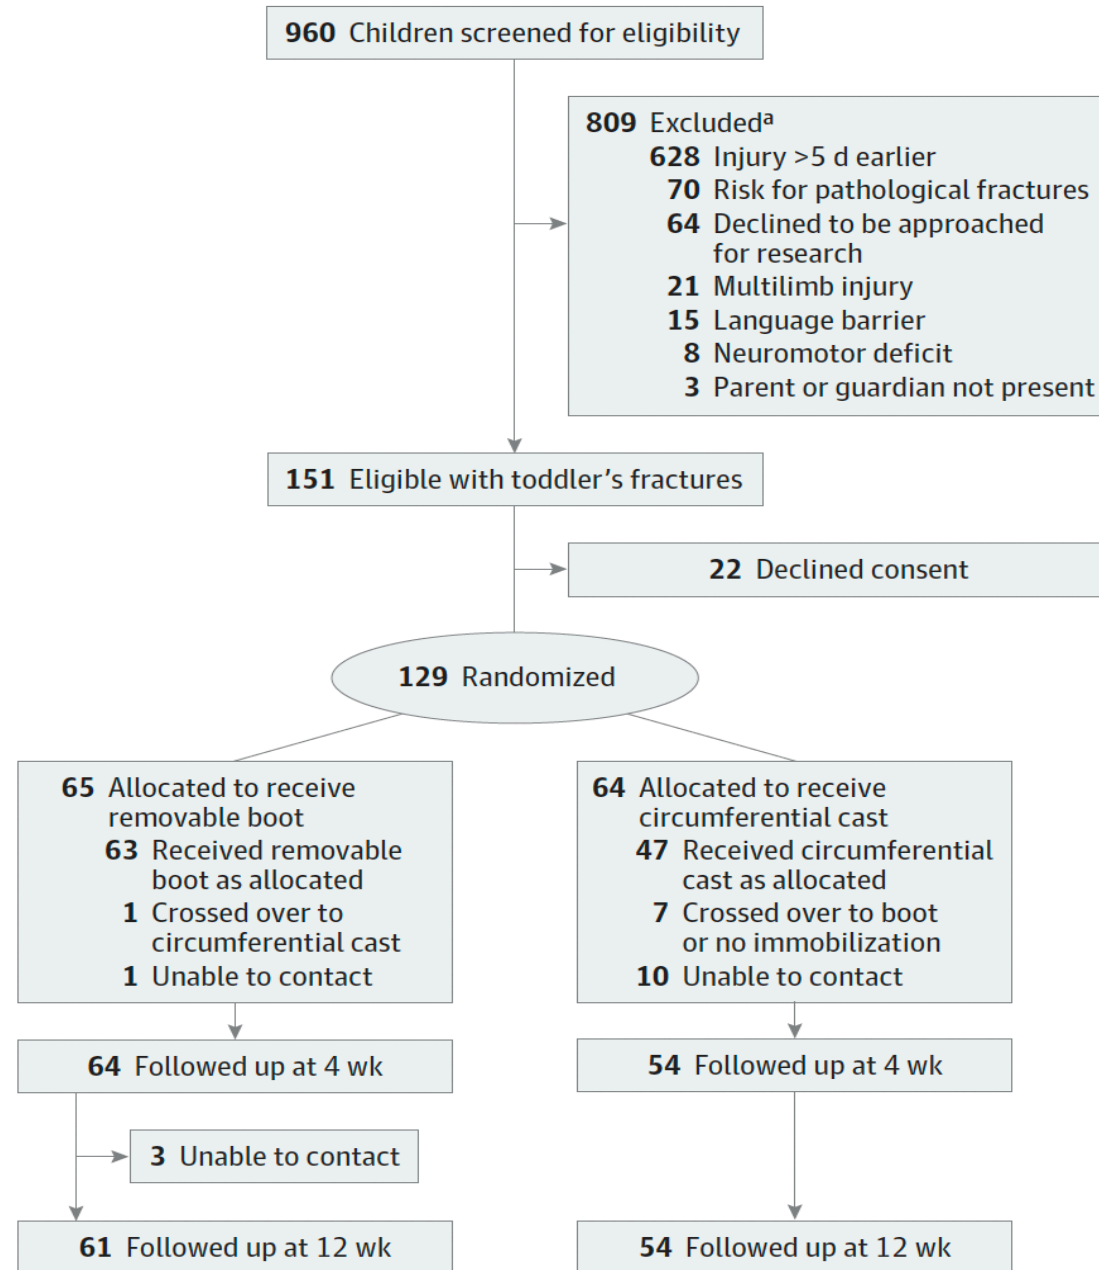 960 Children screened for eligibility
809 Excludedᵃ
628 Injury >5 d earlier
70 Risk for pathological fractures
64 Declined to be approached
for research
21 Multilimb injury
15 Language barrier
8 Neuromotor deficit
3 Parent or guardian not present
151 Eligible with toddler’s fractures
22 Declined consent
129 Randomized
65 Allocated to receive
removable boot
63 Received removable
boot as allocated
1 Crossed over to
circumferential cast
1 Unable to contact
64 Allocated to receive
circumferential cast
47 Received circumferential
cast as allocated
7 Crossed over to boot
or no immobilization
10 Unable to contact
64 Followed up at 4 wk
54 Followed up at 4 wk
3 Unable to contact
61 Followed up at 12 wk
54 Followed up at 12 wk